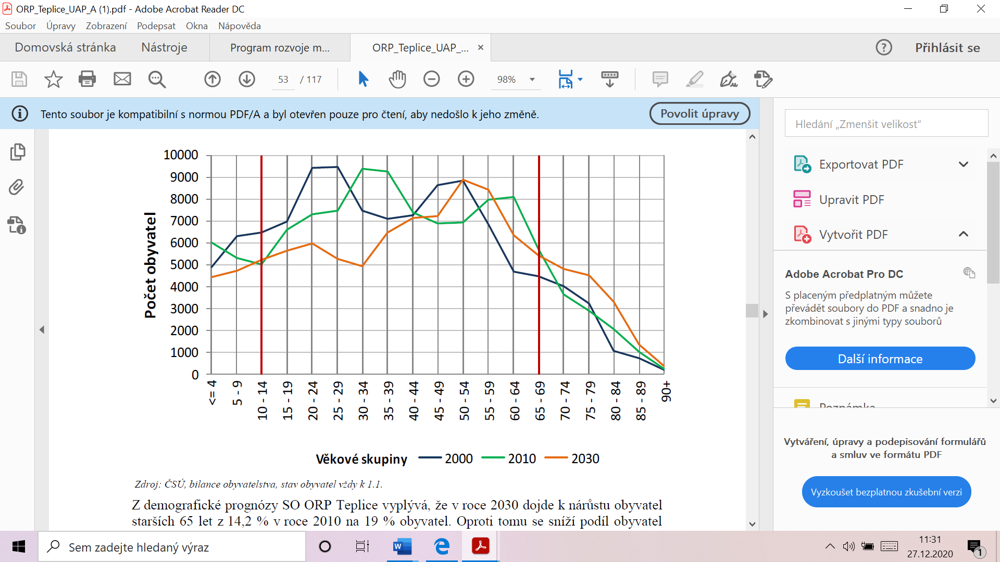 ORP_Teplice_UAP_A (1).pdf - Adobe Acrobat Reader DC
Soubor Úpravy Zobrazení Podepsat Okna Nápověda
Domovská stránka Nástroje Program rozvoje m... ORP_Teplice_UAP_... × Přihlásit se
53 / 117 98%
Tento soubor je kompatibilní s normou PDF/A a byl otevřen pouze pro čtení, aby nedošlo k jeho změně. Povolit úpravy
Počet obyvatel
10000
9000
8000
7000
6000
5000
4000
3000
2000
1000
0
<= 4
5 - 9
10 - 14
15 - 19
20 - 24
25 - 29
30 - 34
35 - 39
40 - 44
45 - 49
50 - 54
55 - 59
60 - 64
65 - 69
70 - 74
75 - 79
80 - 84
85 - 89
90+
Věkové skupiny 2000 2010 2030
Zdroj: ČSÚ, bilance obyvatelstva, stav obyvatel vždy k 1.1.
Z demografické prognózy SO ORP Teplice vyplývá, že v roce 2030 dojde k nárůstu obyvatel
starších 65 let z 14,2 % v roce 2010 na 19 % obyvatel. Oproti tomu se sníží podíl obyvatel
Hledání „Zmenšit velikost“
Exportovat PDF
Upravit PDF
Vytvořit PDF
Adobe Acrobat Pro DC
S placeným předplatným můžete
převádět soubory do PDF a snadno je
zkombinovat s jinými typy souborů
Další informace
Poznámka
Vytváření, úpravy a podepisování formulářů
a smluv ve formátu PDF
Vyzkoušet bezplatnou zkušební verzi
Sem zadejte hledaný výraz
11:31
27.12.2020
1